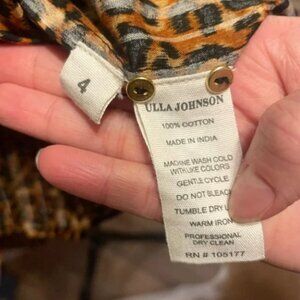 4
ULLA JOHNSON
100% COTTON
MADE IN INDIA
MACHINE WASH COLD
WITH LIKE COLORS
GENTLE CYCLE
DO NOT BLEACH
TUMBLE DRY L
WARM IRON
PROFESSIONAL
DRY CLEAN
RN # 105177